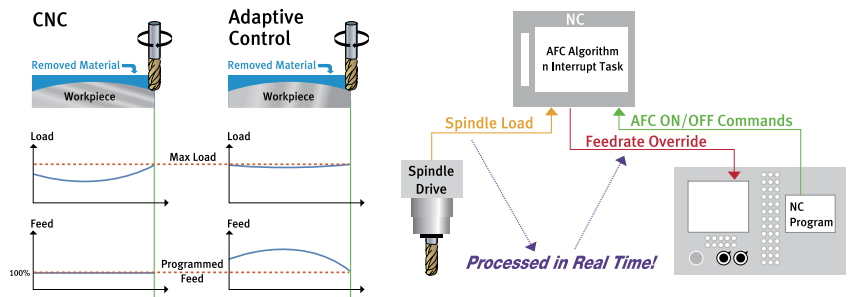 CNC
Adaptive
Control
Removed Material
Workpiece
Removed Material
Workpiece
Load
Max Load
Load
Feed
100%
Programmed
Feed
Feed
NC
AFC Algorithm
n Interrupt Task
Spindle Load
AFC ON/OFF Commands
Feedrate Override
Spindle
Drive
NC
Program
Processed in Real Time!